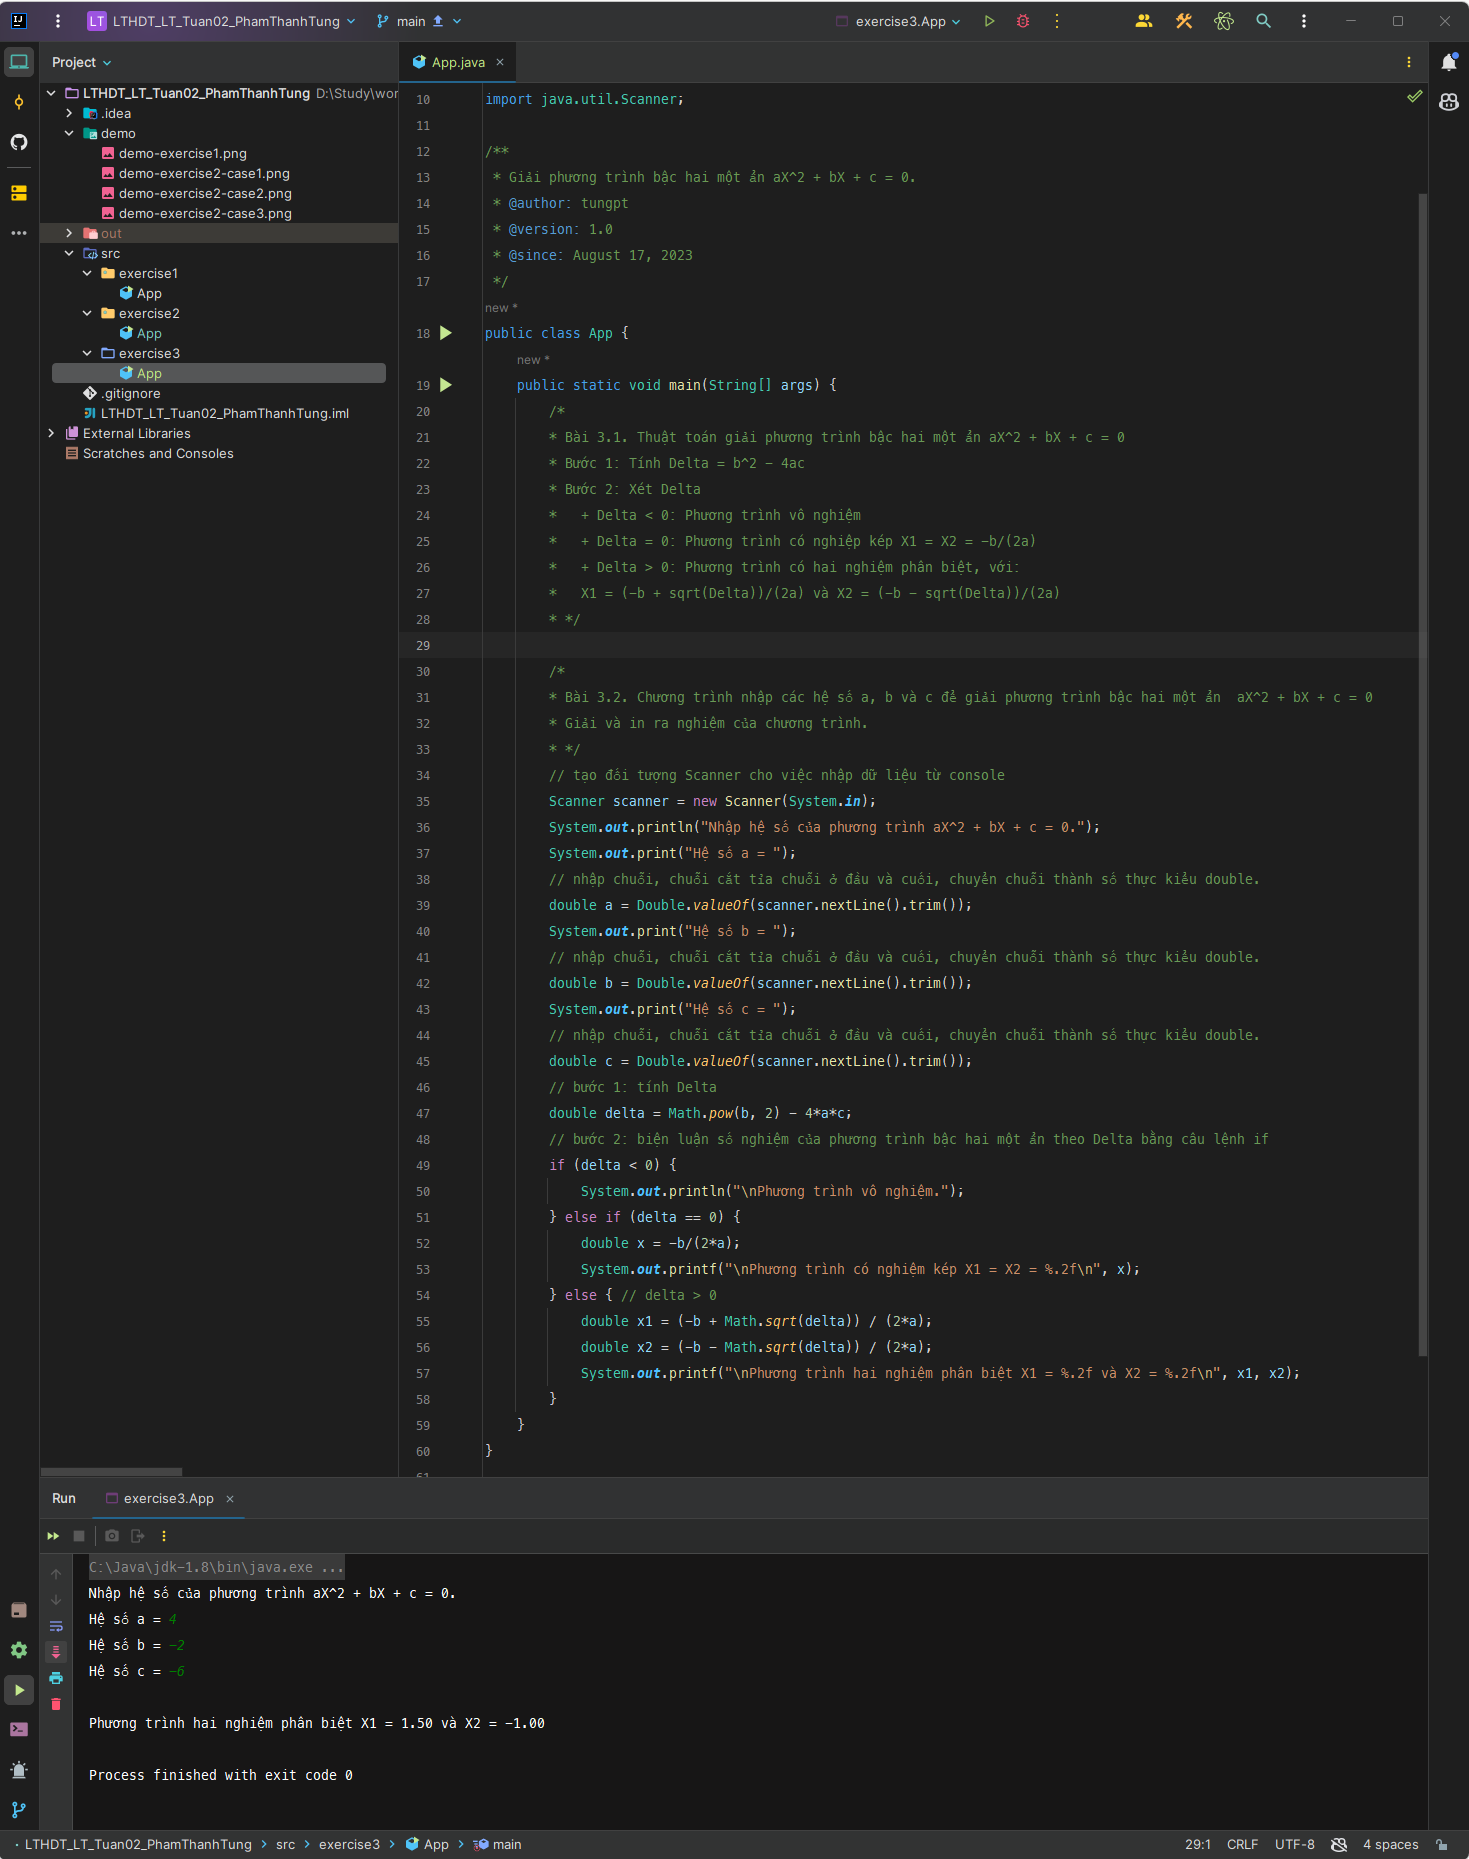 LT LTHDT_LT_Tuan02_PhamThanhTung main exercise3.App
Project
App.java
LTHDT_LT_Tuan02_PhamThanhTung D:\Study\wor
.idea
demo
demo-exercise1.png
demo-exercise2-case1.png
demo-exercise2-case2.png
demo-exercise2-case3.png
out
src
exercise1
App
exercise2
App
exercise3
App
.gitignore
LTHDT_LT_Tuan02_PhamThanhTung.iml
External Libraries
Scratches and Consoles
10 import java.util.Scanner;
11
12 /**
13 * Giải phương trình bậc hai một ẩn aX^2 + bX + c = 0.
14 * @author: tungpt
15 * @version: 1.0
16 * @since: August 17, 2023
17 */
new *
18 public class App {
new *
19 public static void main(String[] args) {
20 /*
21 * Bài 3.1. Thuật toán giải phương trình bậc hai một ẩn aX^2 + bX + c = 0
22 * Bước 1: Tính Delta = b^2 - 4ac
23 * Bước 2: Xét Delta
24 * + Delta < 0: Phương trình vô nghiệm
25 * + Delta = 0: Phương trình có nghiệp kép X1 = X2 = -b/(2a)
26 * + Delta > 0: Phương trình có hai nghiệm phân biệt, với:
27 * X1 = (-b + sqrt(Delta))/(2a) và X2 = (-b - sqrt(Delta))/(2a)
28 * */
29
30 /*
31 * Bài 3.2. Chương trình nhập các hệ số a, b và c để giải phương trình bậc hai một ẩn  aX^2 + bX + c = 0
32 * Giải và in ra nghiệm của chương trình.
33 * */
34 // tạo đối tượng Scanner cho việc nhập dữ liệu từ console
35 Scanner scanner = new Scanner(System.in);
36 System.out.println("Nhập hệ số của phương trình aX^2 + bX + c = 0.");
37 System.out.print("Hệ số a = ");
38 // nhập chuỗi, chuỗi cắt tỉa chuỗi ở đầu và cuối, chuyển chuỗi thành số thực kiểu double.
39 double a = Double.valueOf(scanner.nextLine().trim());
40 System.out.print("Hệ số b = ");
41 // nhập chuỗi, chuỗi cắt tỉa chuỗi ở đầu và cuối, chuyển chuỗi thành số thực kiểu double.
42 double b = Double.valueOf(scanner.nextLine().trim());
43 System.out.print("Hệ số c = ");
44 // nhập chuỗi, chuỗi cắt tỉa chuỗi ở đầu và cuối, chuyển chuỗi thành số thực kiểu double.
45 double c = Double.valueOf(scanner.nextLine().trim());
46 // bước 1: tính Delta
47 double delta = Math.pow(b, 2) - 4*a*c;
48 // bước 2: biện luận số nghiệm của phương trình bậc hai một ẩn theo Delta bằng câu lệnh if
49 if (delta < 0) {
50 System.out.println("\nPhương trình vô nghiệm.");
51 } else if (delta == 0) {
52 double x = -b/(2*a);
53 System.out.printf("\nPhương trình có nghiệm kép X1 = X2 = %.2f\n", x);
54 } else { // delta > 0
55 double x1 = (-b + Math.sqrt(delta)) / (2*a);
56 double x2 = (-b - Math.sqrt(delta)) / (2*a);
57 System.out.printf("\nPhương trình hai nghiệm phân biệt X1 = %.2f và X2 = %.2f\n", x1, x2);
58 }
59 }
60 }
61
Run exercise3.App
C:\Java\jdk-1.8\bin\java.exe ...
Nhập hệ số của phương trình aX^2 + bX + c = 0.
Hệ số a = 4
Hệ số b = -2
Hệ số c = -6
Phương trình hai nghiệm phân biệt X1 = 1.50 và X2 = -1.00
Process finished with exit code 0
LTHDT_LT_Tuan02_PhamThanhTung > src > exercise3 > App > main 29:1 CRLF UTF-8 4 spaces